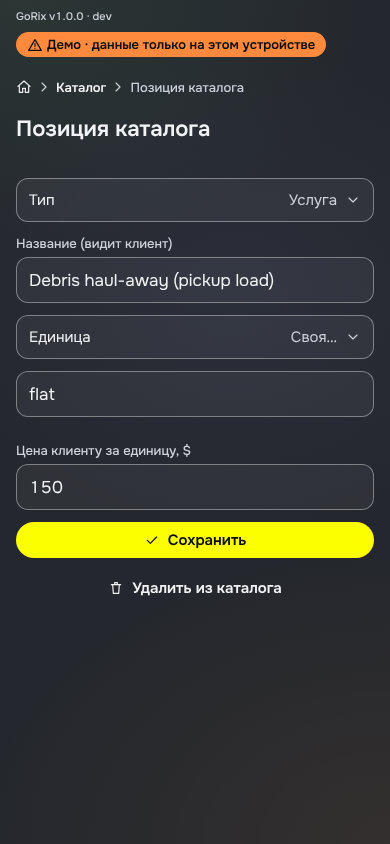 GoRix v1.0.0 · dev
Демо · данные только на этом устройстве
Каталог
Позиция каталога
Позиция каталога
Тип
Услуга
Название (видит клиент)
Debris haul-away (pickup load)
Единица
Своя...
flat
Цена клиенту за единицу, $
150
Сохранить
Удалить из каталога